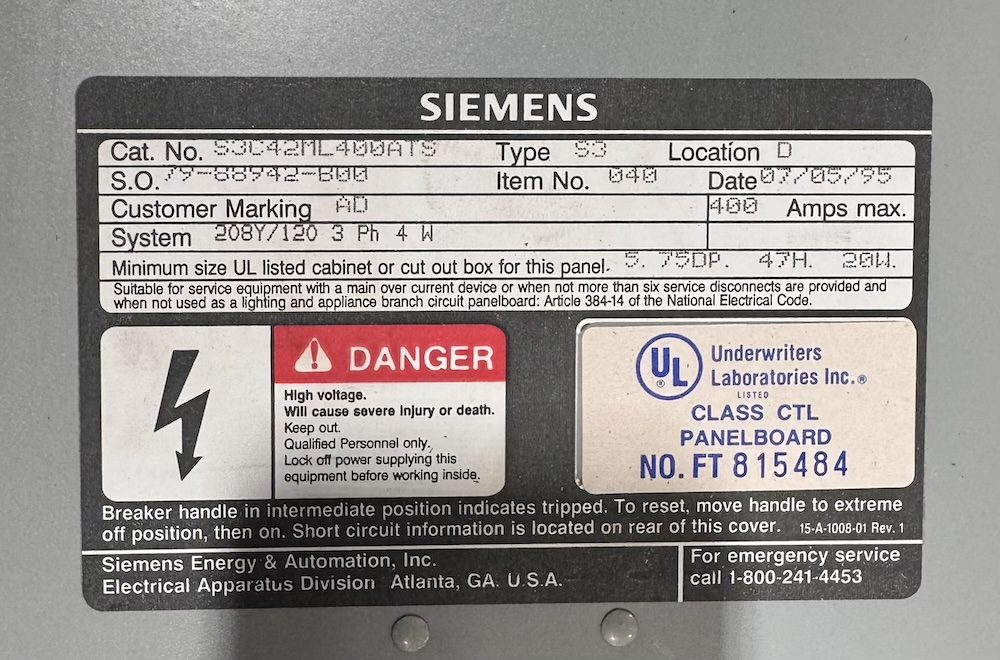 SIEMENS
Cat. No. S3C42ML400ATS Type S3 Location D
S.O. 79-88942-B00 Item No. 040 Date 07/05/95
Customer Marking AD 400 Amps max.
System 208Y/120 3 Ph 4 W
Minimum size UL listed cabinet or cut out box for this panel. 5.75DP. 47H. 20W.
Suitable for service equipment with a main over current device or when not more than six service disconnects are provided and
when not used as a lighting and appliance branch circuit panelboard: Article 384-14 of the National Electrical Code.
DANGER
High voltage.
Will cause severe injury or death.
Keep out.
Qualified Personnel only.
Lock off power supplying this
equipment before working inside.
UL ® Underwriters
Laboratories Inc.®
LISTED
CLASS CTL
PANELBOARD
NO. FT 815484
Breaker handle in intermediate position indicates tripped. To reset, move handle to extreme
off position, then on. Short circuit information is located on rear of this cover. 15-A-1008-01 Rev. 1
Siemens Energy & Automation, Inc.
Electrical Apparatus Division Atlanta, GA. U.S.A.
For emergency service
call 1-800-241-4453